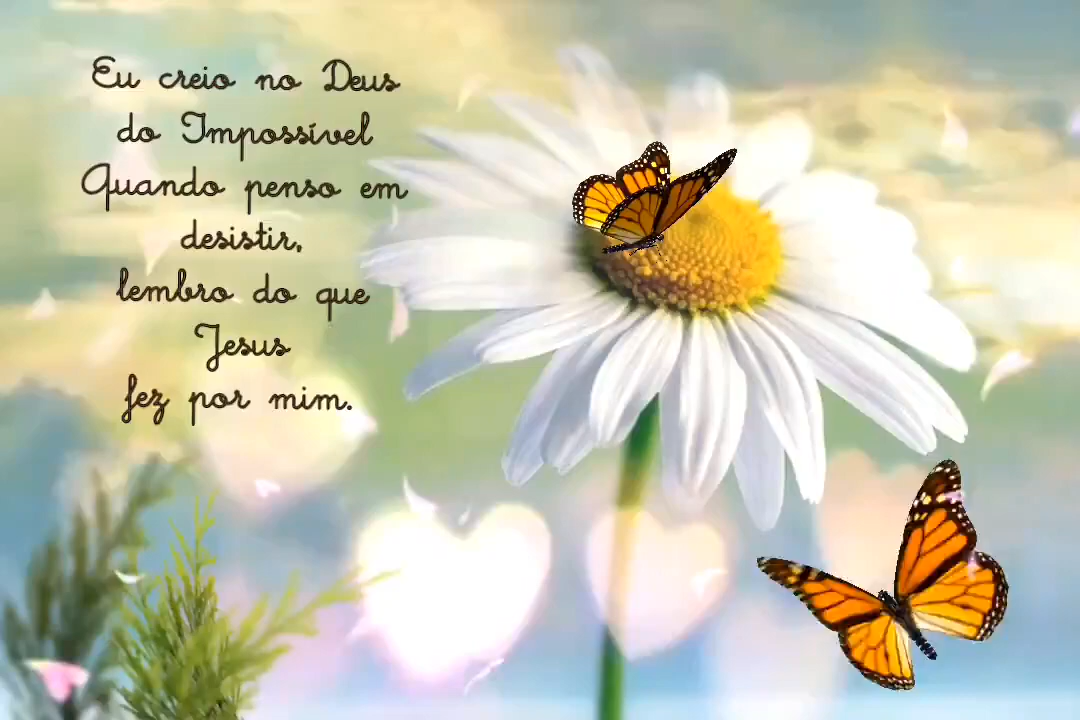 Eu creio no Deus
do Impossível
Quando penso em
desistir,
lembro do que
Jesus
fez por mim.